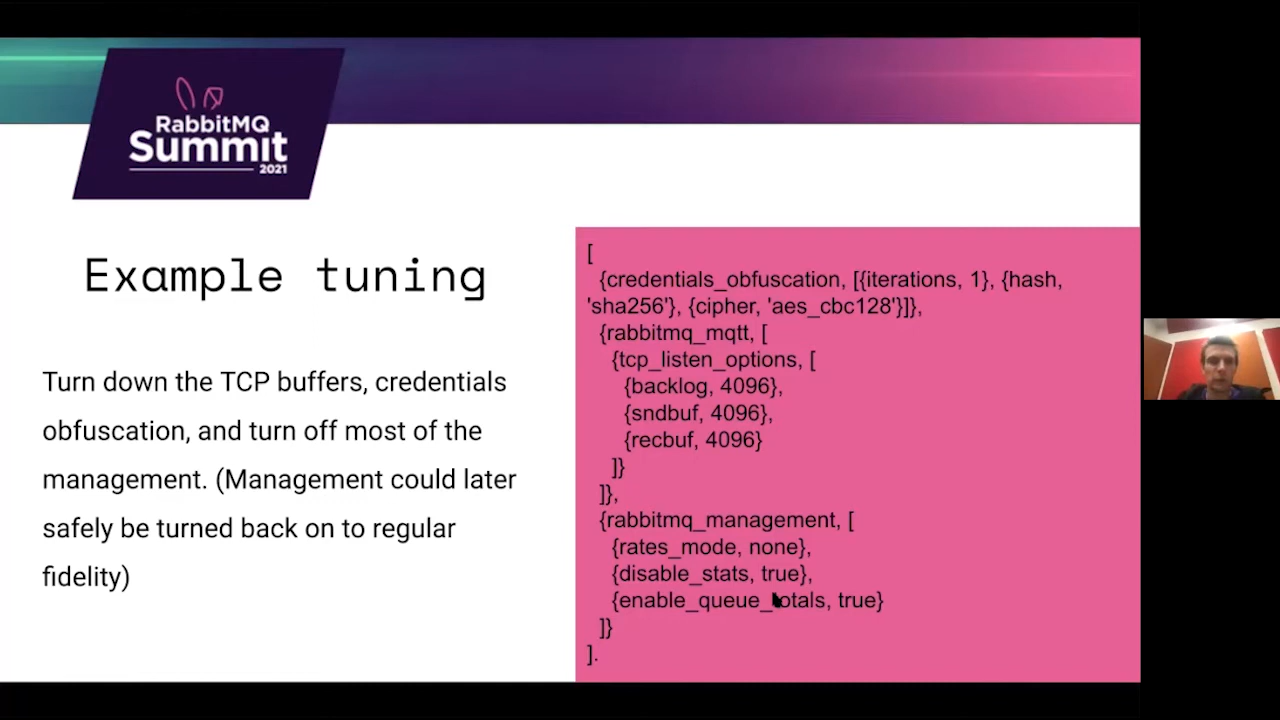 RabbitMQ
Summit
2021
Example tuning
Turn down the TCP buffers, credentials
obfuscation, and turn off most of the
management. (Management could later
safely be turned back on to regular
fidelity)
[
{credentials_obfuscation, [{iterations, 1}, {hash,
'sha256'}, {cipher, 'aes_cbc128'}]},
{rabbitmq_mqtt, [
{tcp_listen_options, [
{backlog, 4096},
{sndbuf, 4096},
{recbuf, 4096}
]}
]},
{rabbitmq_management, [
{rates_mode, none},
{disable_stats, true},
{enable_queue_totals, true}
]}
].